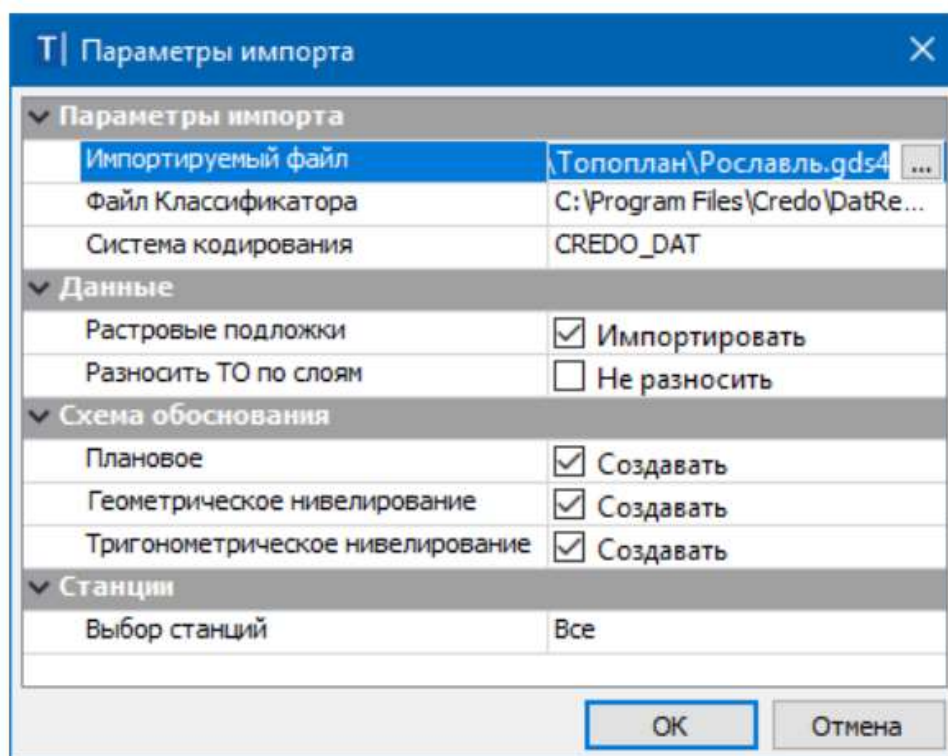 T| Параметры импорта
Параметры импорта
Импортируемый файл \Топоплан\Рославль.gds4 ...
Файл Классификатора C:\Program Files\Credo\DatRe...
Система кодирования CREDO_DAT
Данные
Растровые подложки Импортировать
Разносить ТО по слоям Не разносить
Схема обоснования
Плановое Создавать
Геометрическое нивелирование Создавать
Тригонометрическое нивелирование Создавать
Станции
Выбор станций Все
ОК Отмена